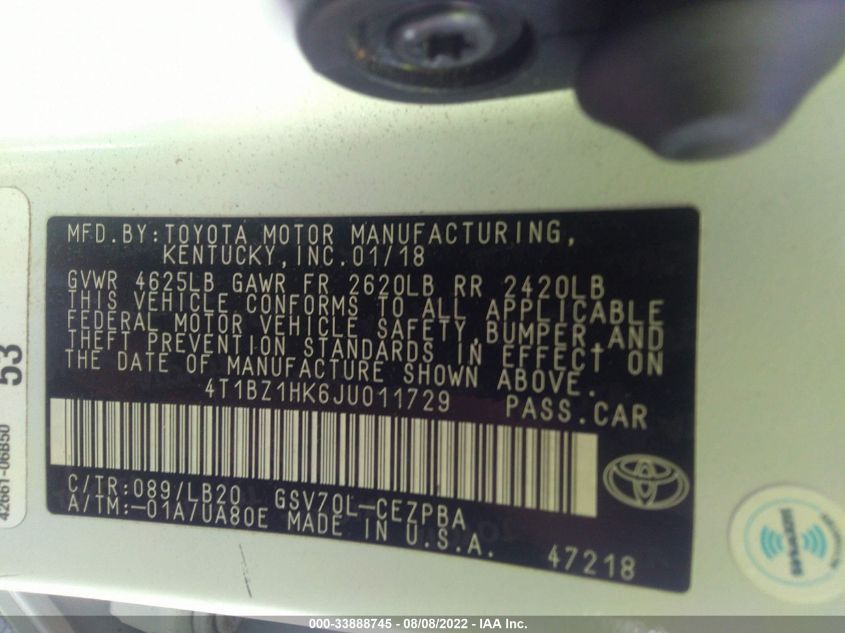 MFD.BY:TOYOTA MOTOR MANUFACTURING,
KENTUCKY, INC.01/18
GVWR 4625LB GAWR FR 2620LB RR 2420LB
THIS VEHICLE CONFORMS TO ALL APPLICABLE
FEDERAL MOTOR VEHICLE SAFETY,BUMPER,AND
THEFT PREVENTION STANDARDS IN EFFECT ON
THE DATE OF MANUFACTURE SHOWN ABOVE.
4T1BZ1HK6JU011729 PASS.CAR
C/TR:089/LB20 GSV70L-CEZPBA
A/TM:-01A/UA80E MADE IN U.S.A.
47218
53
42661-06B50
000-33888745 - 08/08/2022 - IAA Inc.